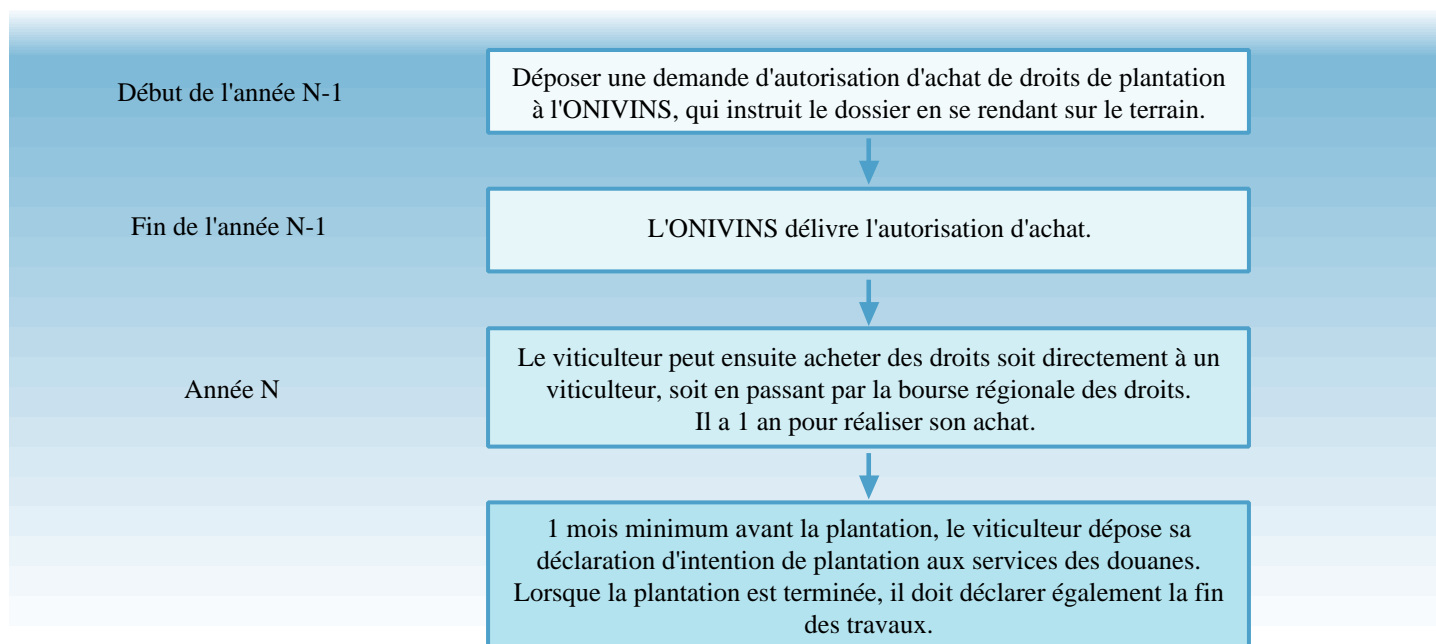 Début de l'année N-1
Déposer une demande d'autorisation d'achat de droits de plantation
à l'ONIVINS, qui instruit le dossier en se rendant sur le terrain.
Fin de l'année N-1
L'ONIVINS délivre l'autorisation d'achat.
Année N
Le viticulteur peut ensuite acheter des droits soit directement à un
viticulteur, soit en passant par la bourse régionale des droits.
Il a 1 an pour réaliser son achat.
1 mois minimum avant la plantation, le viticulteur dépose sa
déclaration d'intention de plantation aux services des douanes.
Lorsque la plantation est terminée, il doit déclarer également la fin
des travaux.